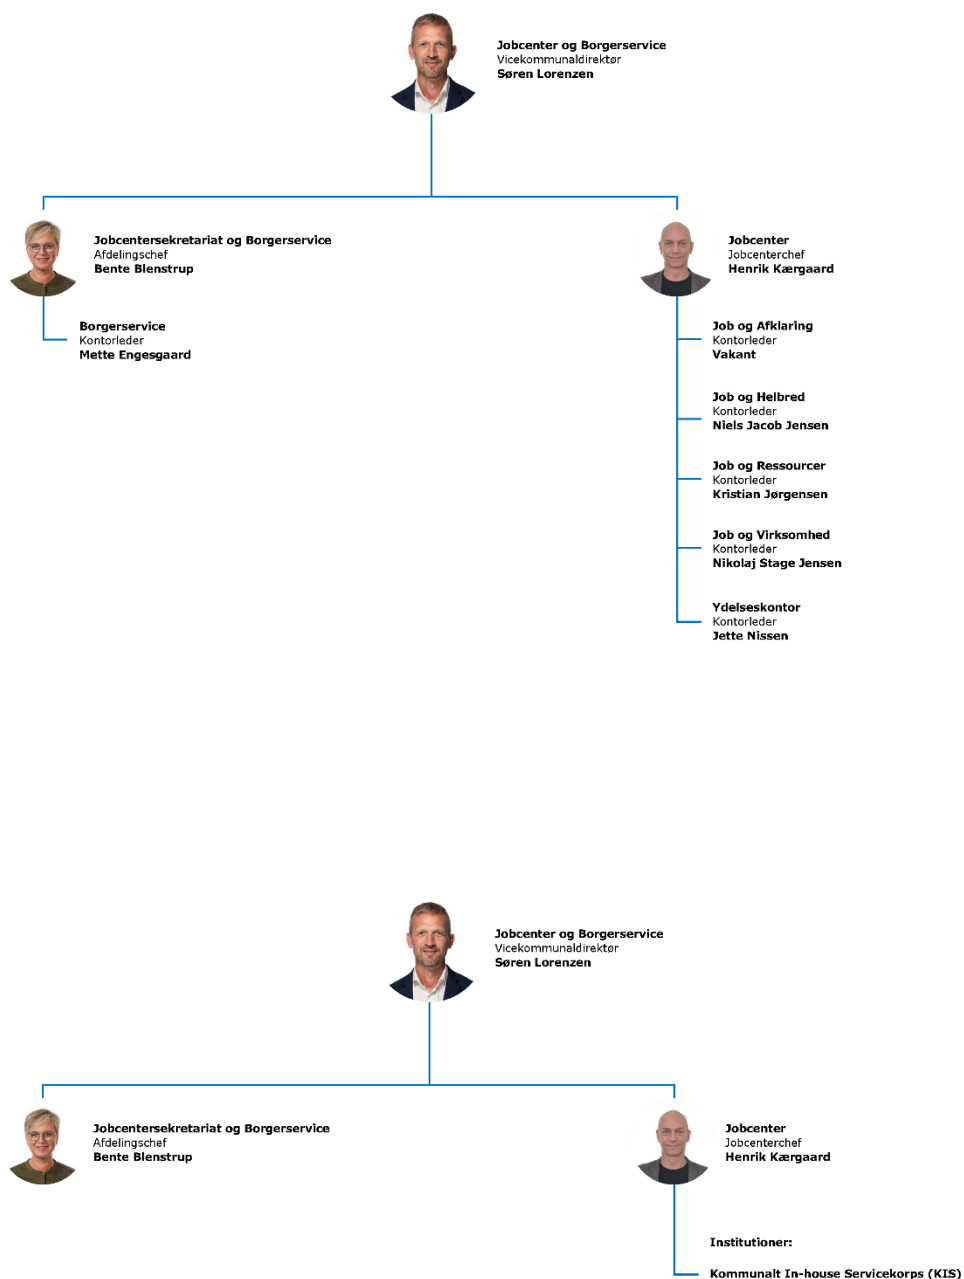 Jobcenter og Borgerservice
Vicekommunaldirektør
Søren Lorenzen
Jobcentersekretariat og Borgerservice
Afdelingschef
Bente Blenstrup
Borgerservice
Kontorleder
Mette Engesgaard
Jobcenter
Jobcenterchef
Henrik Kærgaard
Job og Afklaring
Kontorleder
Vakant
Job og Helbred
Kontorleder
Niels Jacob Jensen
Job og Ressourcer
Kontorleder
Kristian Jørgensen
Job og Virksomhed
Kontorleder
Nikolaj Stage Jensen
Ydelseskontor
Kontorleder
Jette Nissen
Jobcenter og Borgerservice
Vicekommunaldirektør
Søren Lorenzen
Jobcentersekretariat og Borgerservice
Afdelingschef
Bente Blenstrup
Jobcenter
Jobcenterchef
Henrik Kærgaard
Institutioner:
Kommunalt In-house Servicekorps (KIS)